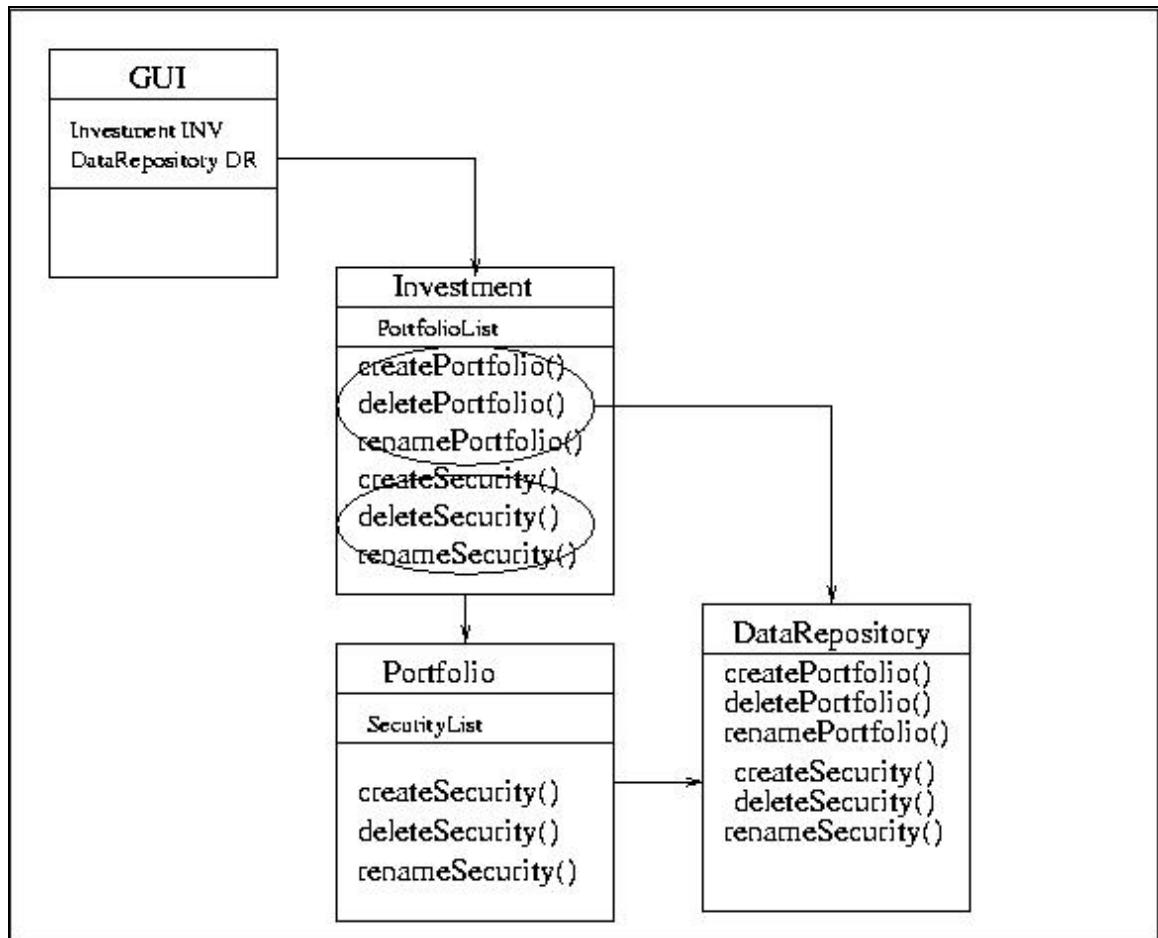 GUI
Investment INV
DataRepository DR
Investment
PortfolioList
createPortfolio()
deletePortfolio()
renamePortfolio()
createSecurity()
deleteSecurity()
renameSecurity()
Portfolio
SecurityList
createSecurity()
deleteSecurity()
renameSecurity()
DataRepository
createPortfolio()
deletePortfolio()
renamePortfolio()
createSecurity()
deleteSecurity()
renameSecurity()